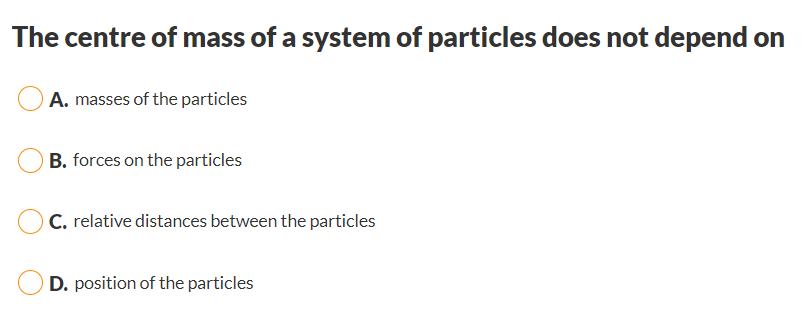 The centre of mass of a system of particles does not depend on
A. masses of the particles
B. forces on the particles
C. relative distances between the particles
D. position of the particles